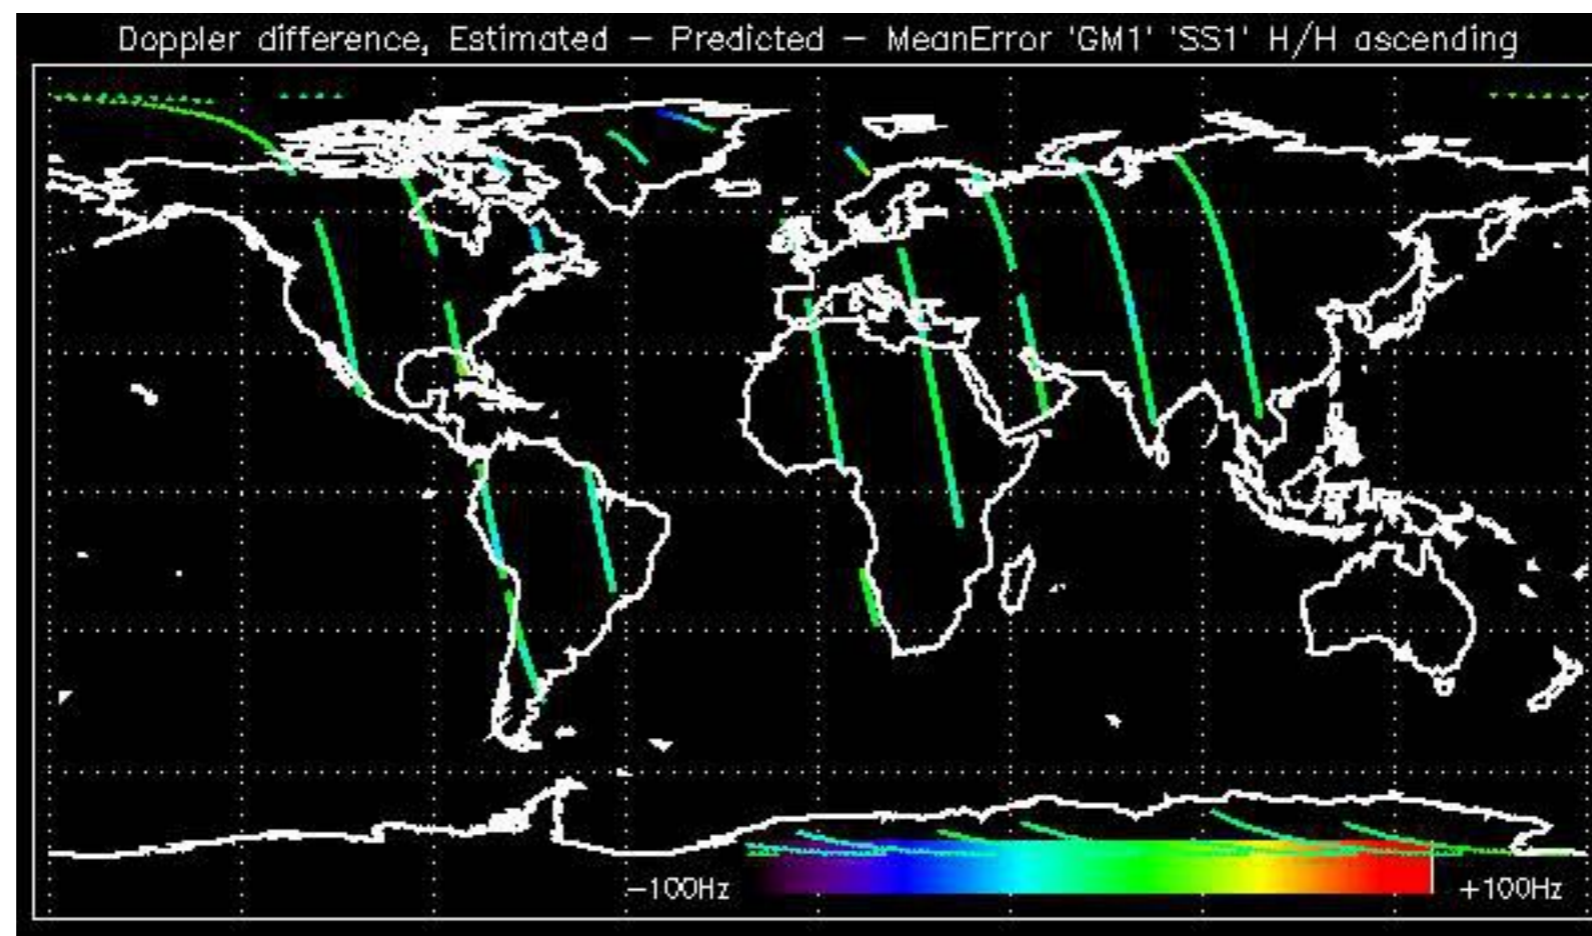 Doppler difference, Estimated − Predicted − MeanError 'GM1' 'SS1' H/H ascending
−100Hz
+100Hz